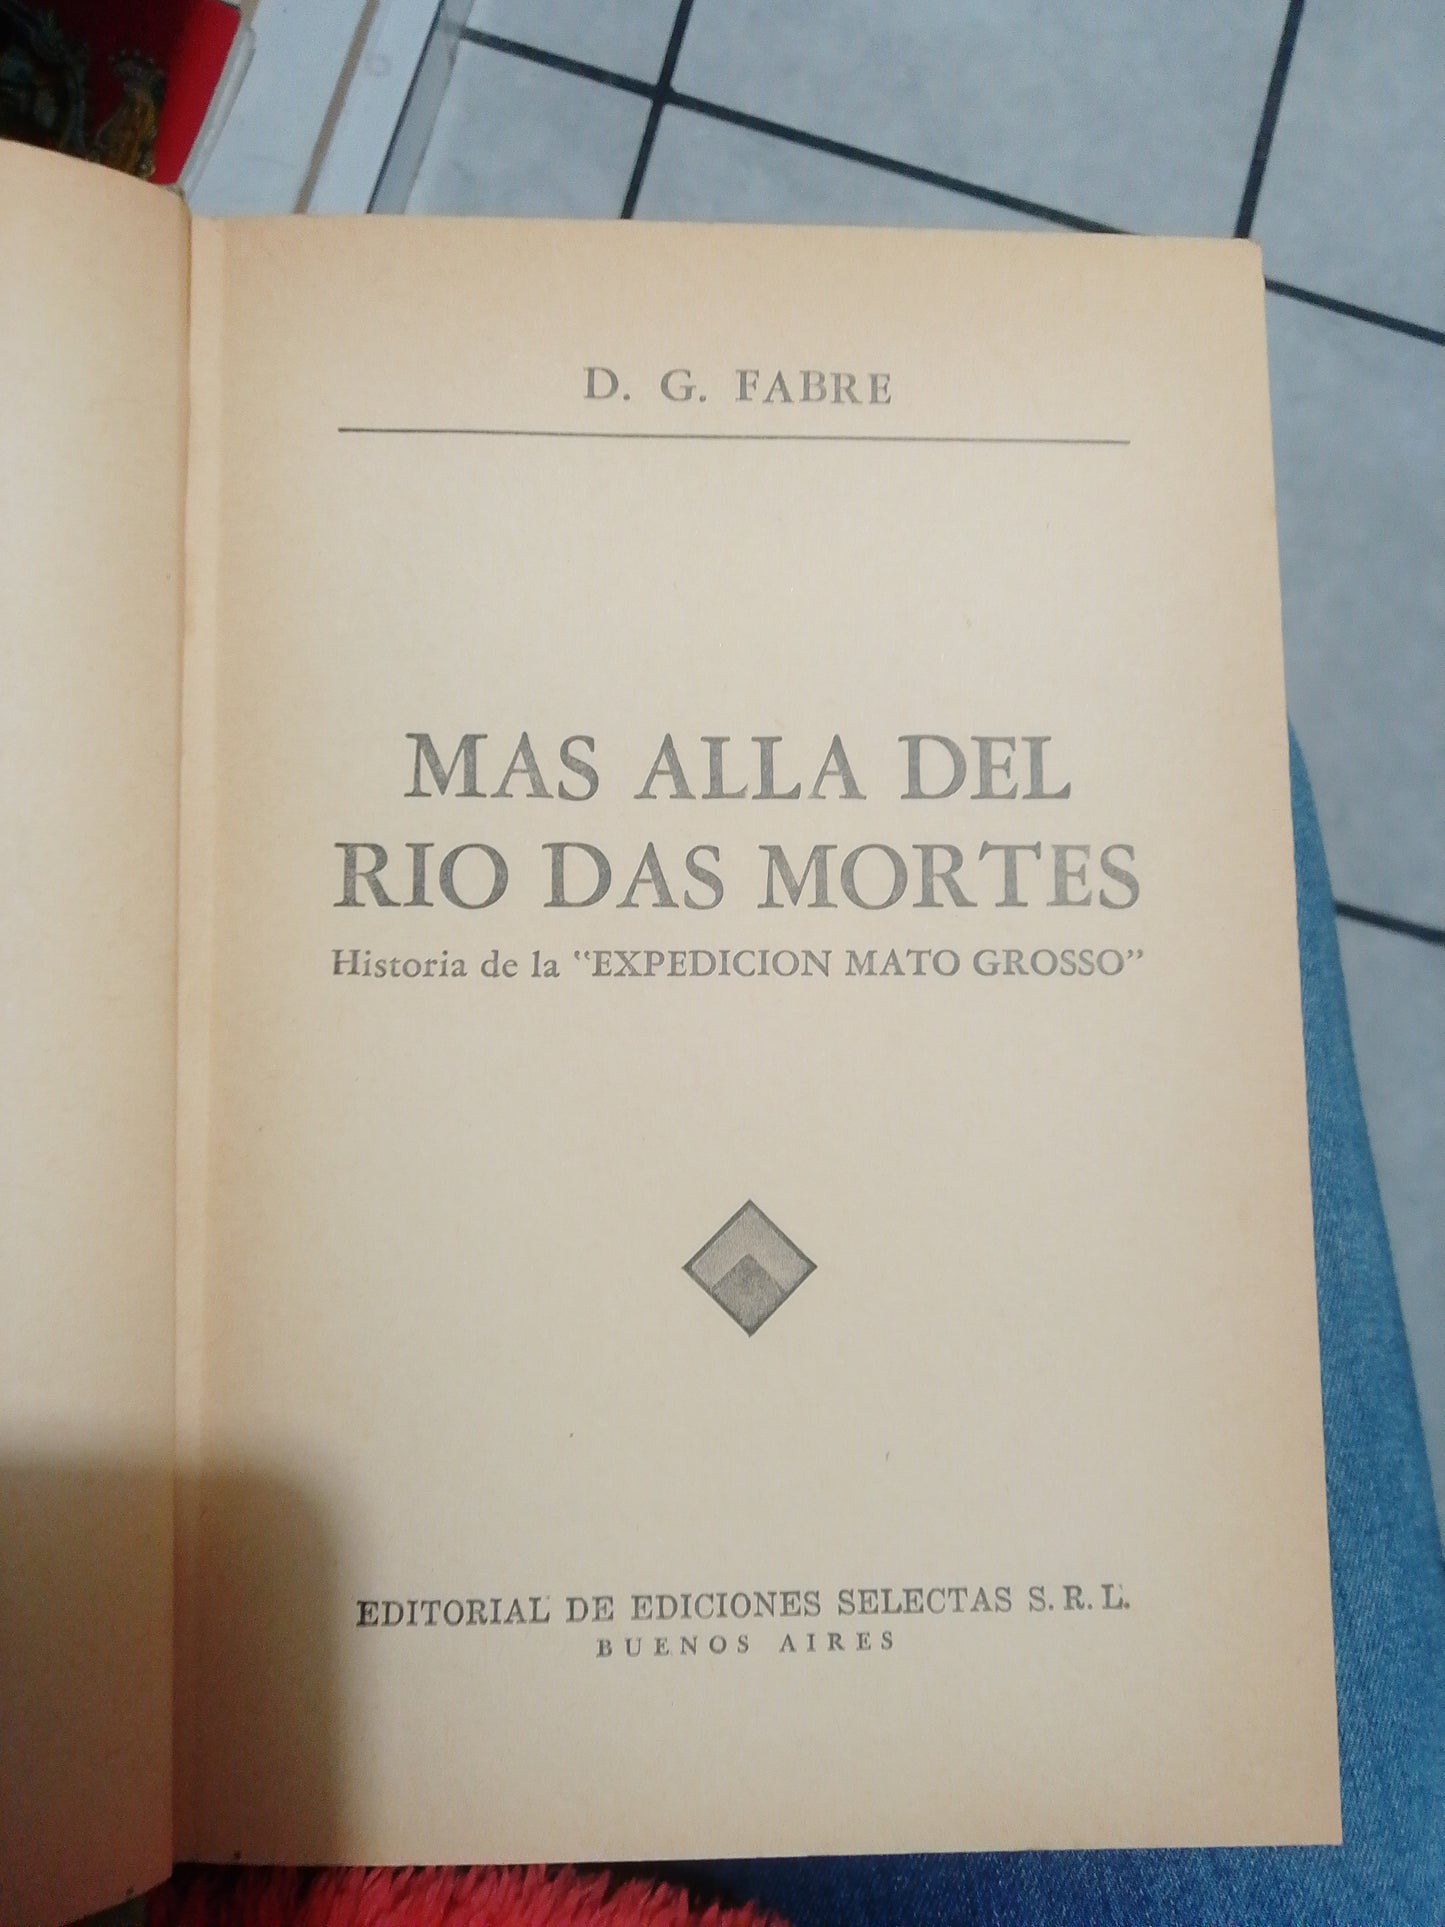 D. G. FABRE
MAS ALLA DEL
RIO DAS MORTES
Historia de la "EXPEDICION MATO GROSSO"
EDITORIAL DE EDICIONES SELECTAS S. R. L.
BUENOS AIRES